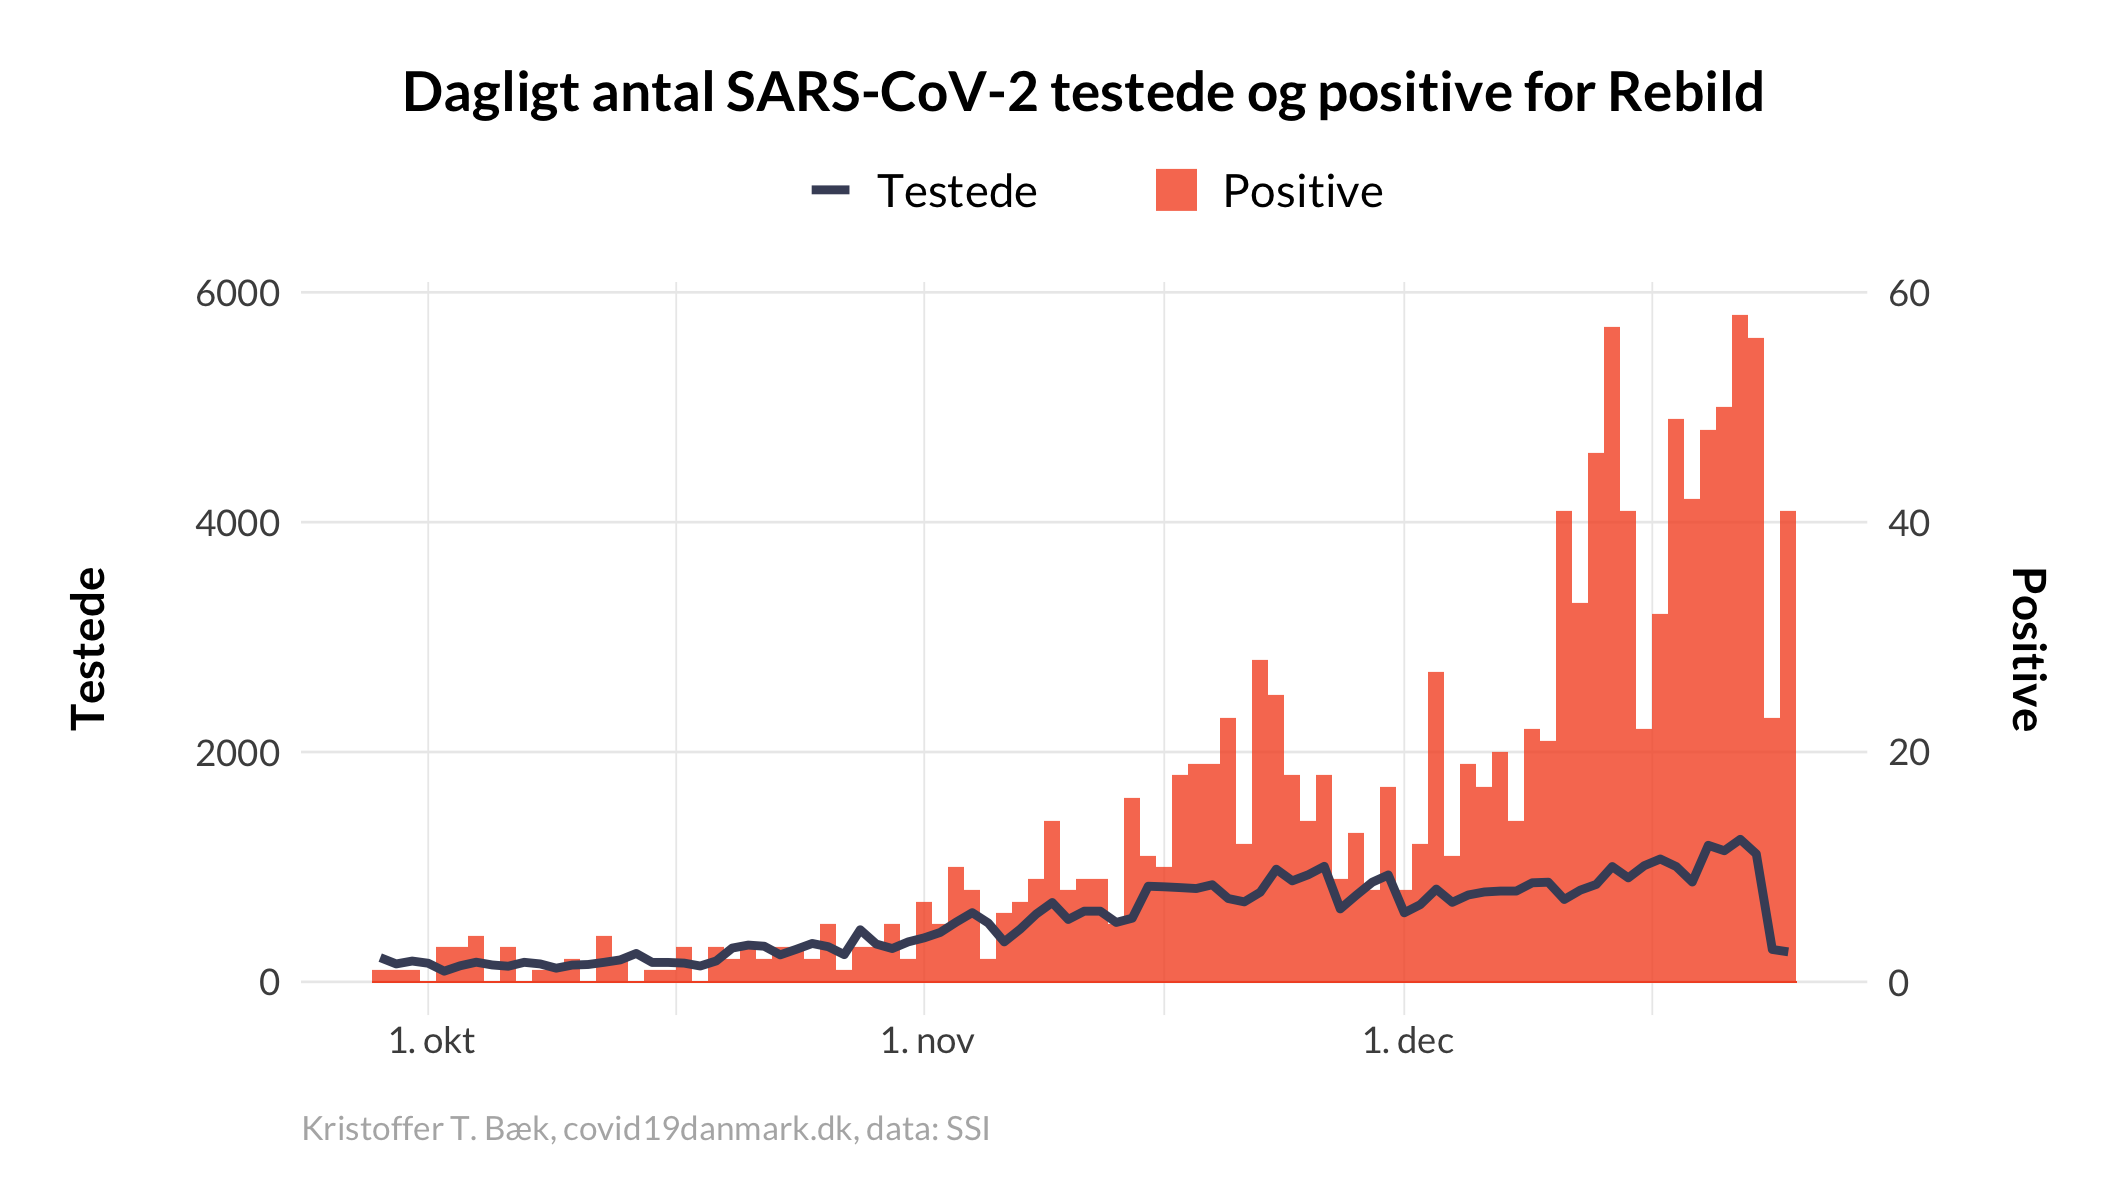 Dagligt antal SARS-CoV-2 testede og positive for Rebild
Testede
Positive
6000
4000
2000
0
Testede
60
40
20
0
Positive
1. okt
1. nov
1. dec
Kristoffer T. Bæk, covid19danmark.dk, data: SSI